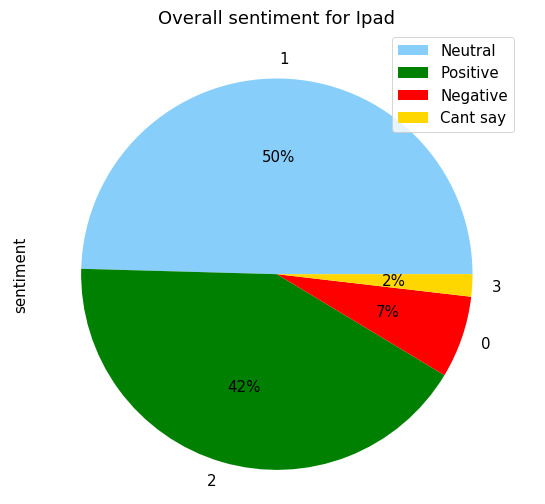 Overall sentiment for Ipad
1
Neutral
Positive
Negative
Cant say
50%
sentiment
2%
3
7%
0
42%
2